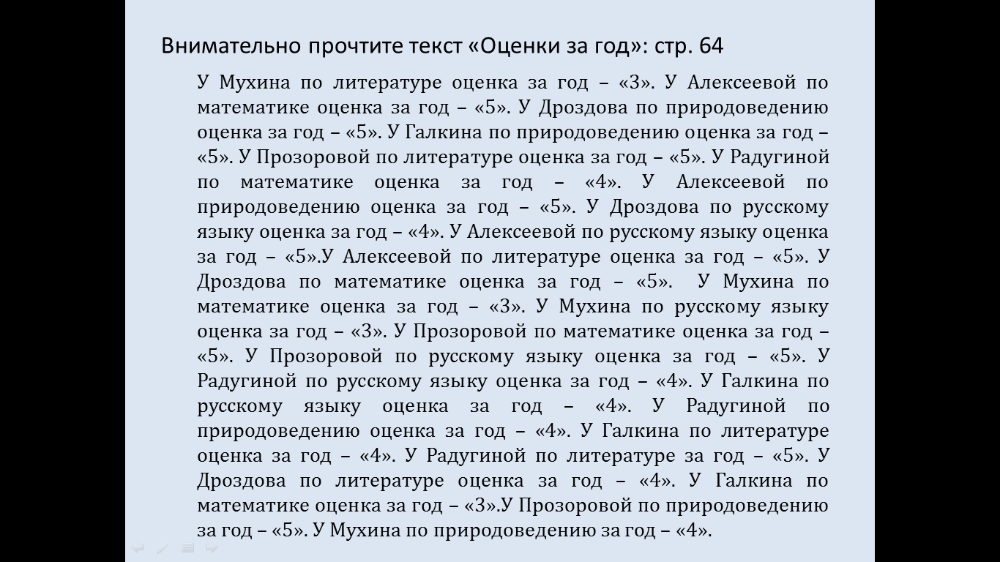 Внимательно прочтите текст «Оценки за год»: стр. 64
У Мухина по литературе оценка за год – «3». У Алексеевой по
математике оценка за год – «5». У Дроздова по природоведению
оценка за год – «5». У Галкина по природоведению оценка за год –
«5». У Прозоровой по литературе оценка за год – «5». У Радугиной
по математике оценка за год – «4». У Алексеевой по
природоведению оценка за год – «5». У Дроздова по русскому
языку оценка за год – «4». У Алексеевой по русскому языку оценка
за год – «5».У Алексеевой по литературе оценка за год – «5». У
Дроздова по математике оценка за год – «5». У Мухина по
математике оценка за год – «3». У Мухина по русскому языку
оценка за год – «3». У Прозоровой по математике оценка за год –
«5». У Прозоровой по русскому языку оценка за год – «5». У
Радугиной по русскому языку оценка за год – «4». У Галкина по
русскому языку оценка за год – «4». У Радугиной по
природоведению оценка за год – «4». У Галкина по литературе
оценка за год – «4». У Радугиной по литературе за год – «5». У
Дроздова по литературе оценка за год – «4». У Галкина по
математике оценка за год – «3».У Прозоровой по природоведению
за год – «5». У Мухина по природоведению за год – «4».